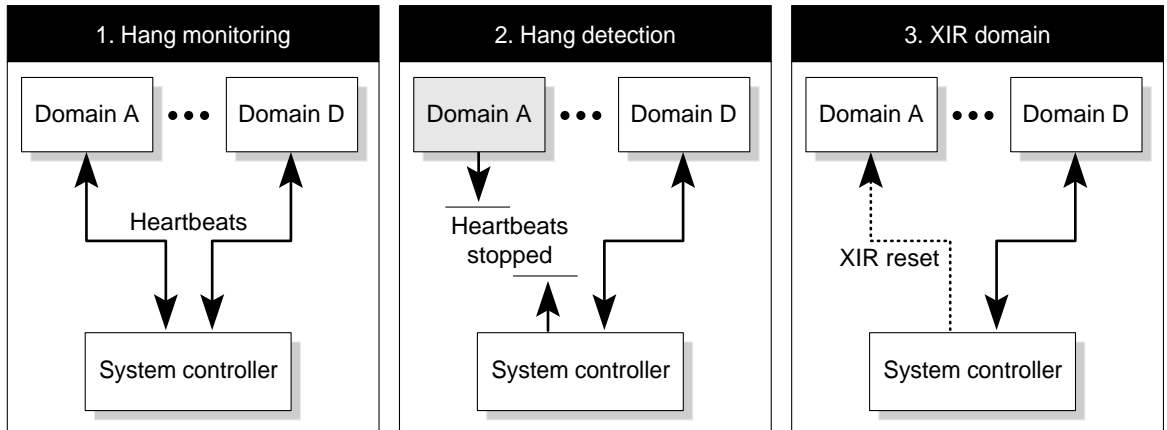 1. Hang monitoring
Domain A
Domain D
Heartbeats
System controller
2. Hang detection
Domain A
Domain D
Heartbeats
stopped
System controller
3. XIR domain
Domain A
Domain D
XIR reset
System controller